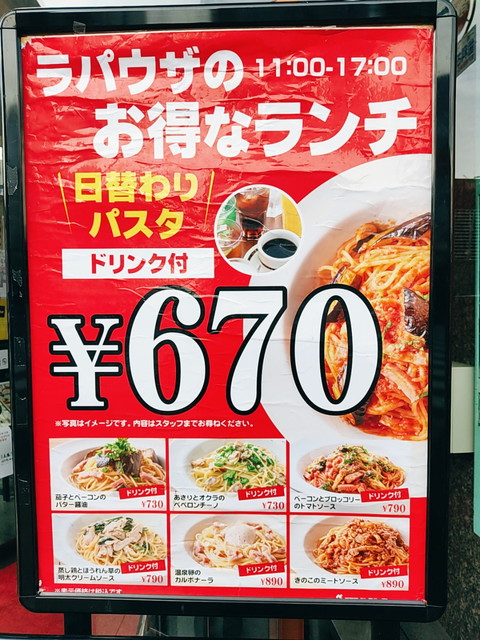 ラパウザの 11:00-17:00
お得なランチ
日替わり
パスタ
ドリンク付
¥670
※写真はイメージです。内容はスタッフまでお尋ねください。
茄子とベーコンの
バター醤油
ドリンク付
¥730
あさりとオクラの
ペペロンチーノ
ドリンク付
¥730
ベーコンとブロッコリー
のトマトソース
ドリンク付
¥790
蒸し鶏とほうれん草の
明太クリームソース
ドリンク付
¥790
温泉卵の
カルボナーラ
ドリンク付
¥890
きのこのミートソース
ドリンク付
¥890
※表示価格は税込です